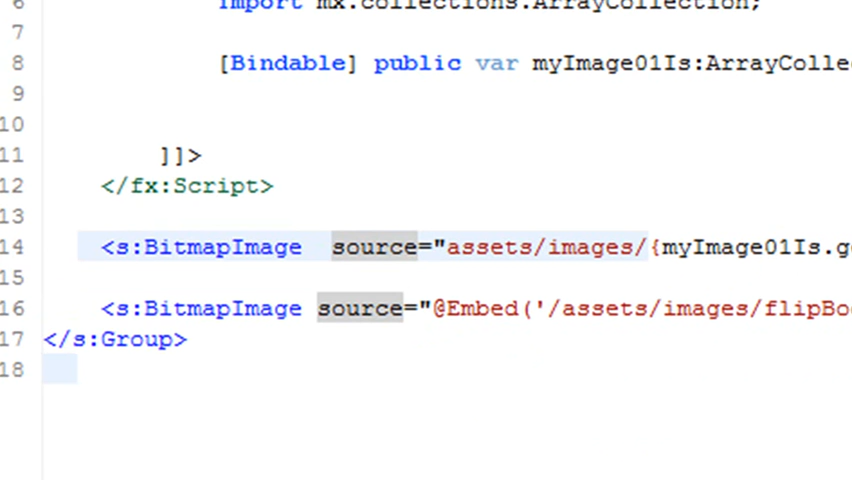 6 import mx.collections.ArrayCollection;
7
8 [Bindable] public var myImage01Is:ArrayColle
9
10
11 ]]>
12 </fx:Script>
13
14 <s:BitmapImage source="assets/images/{myImage01Is.g
15
16 <s:BitmapImage source="@Embed('/assets/images/flipBo
17 </s:Group>
18